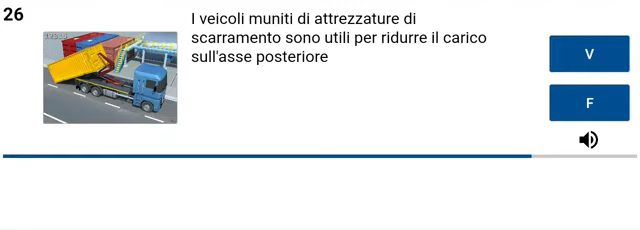 26
I veicoli muniti di attrezzature di
scarramento sono utili per ridurre il carico
sull'asse posteriore
V
F